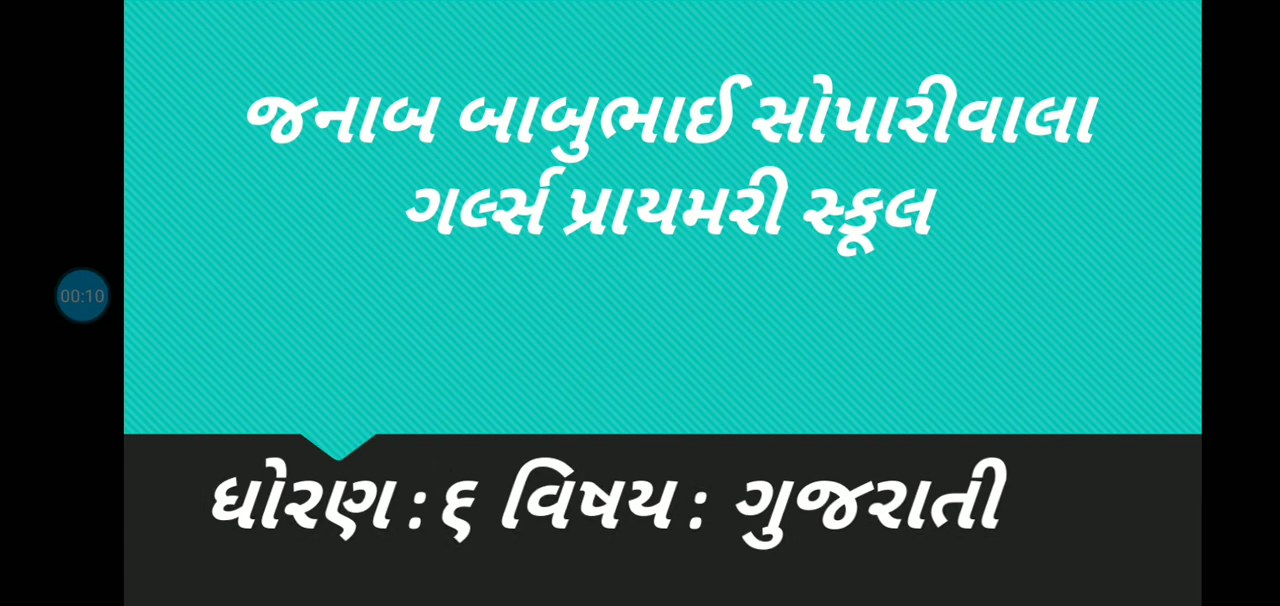 જનાબ બાબુભાઈ સોપારીવાલા
ગર્લ્સ પ્રાયમરી સ્કૂલ
00:10
ધોરણ : ૬ વિષય : ગુજરાતી